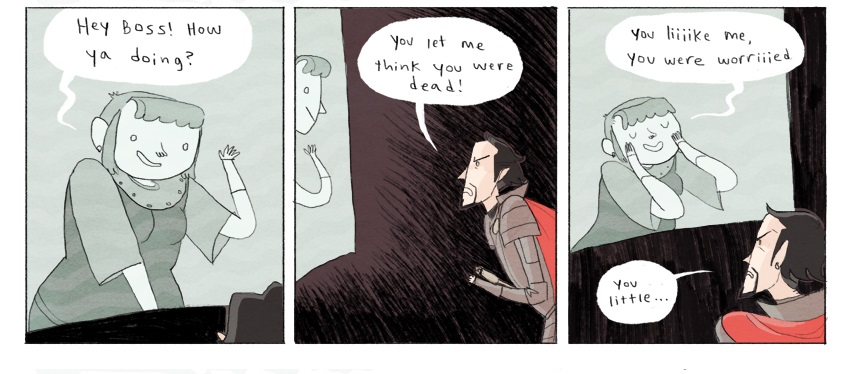 Hey Boss! How
ya doing?
You let me
think you were
dead!
You liiiike me,
you were worriiied
You
little...